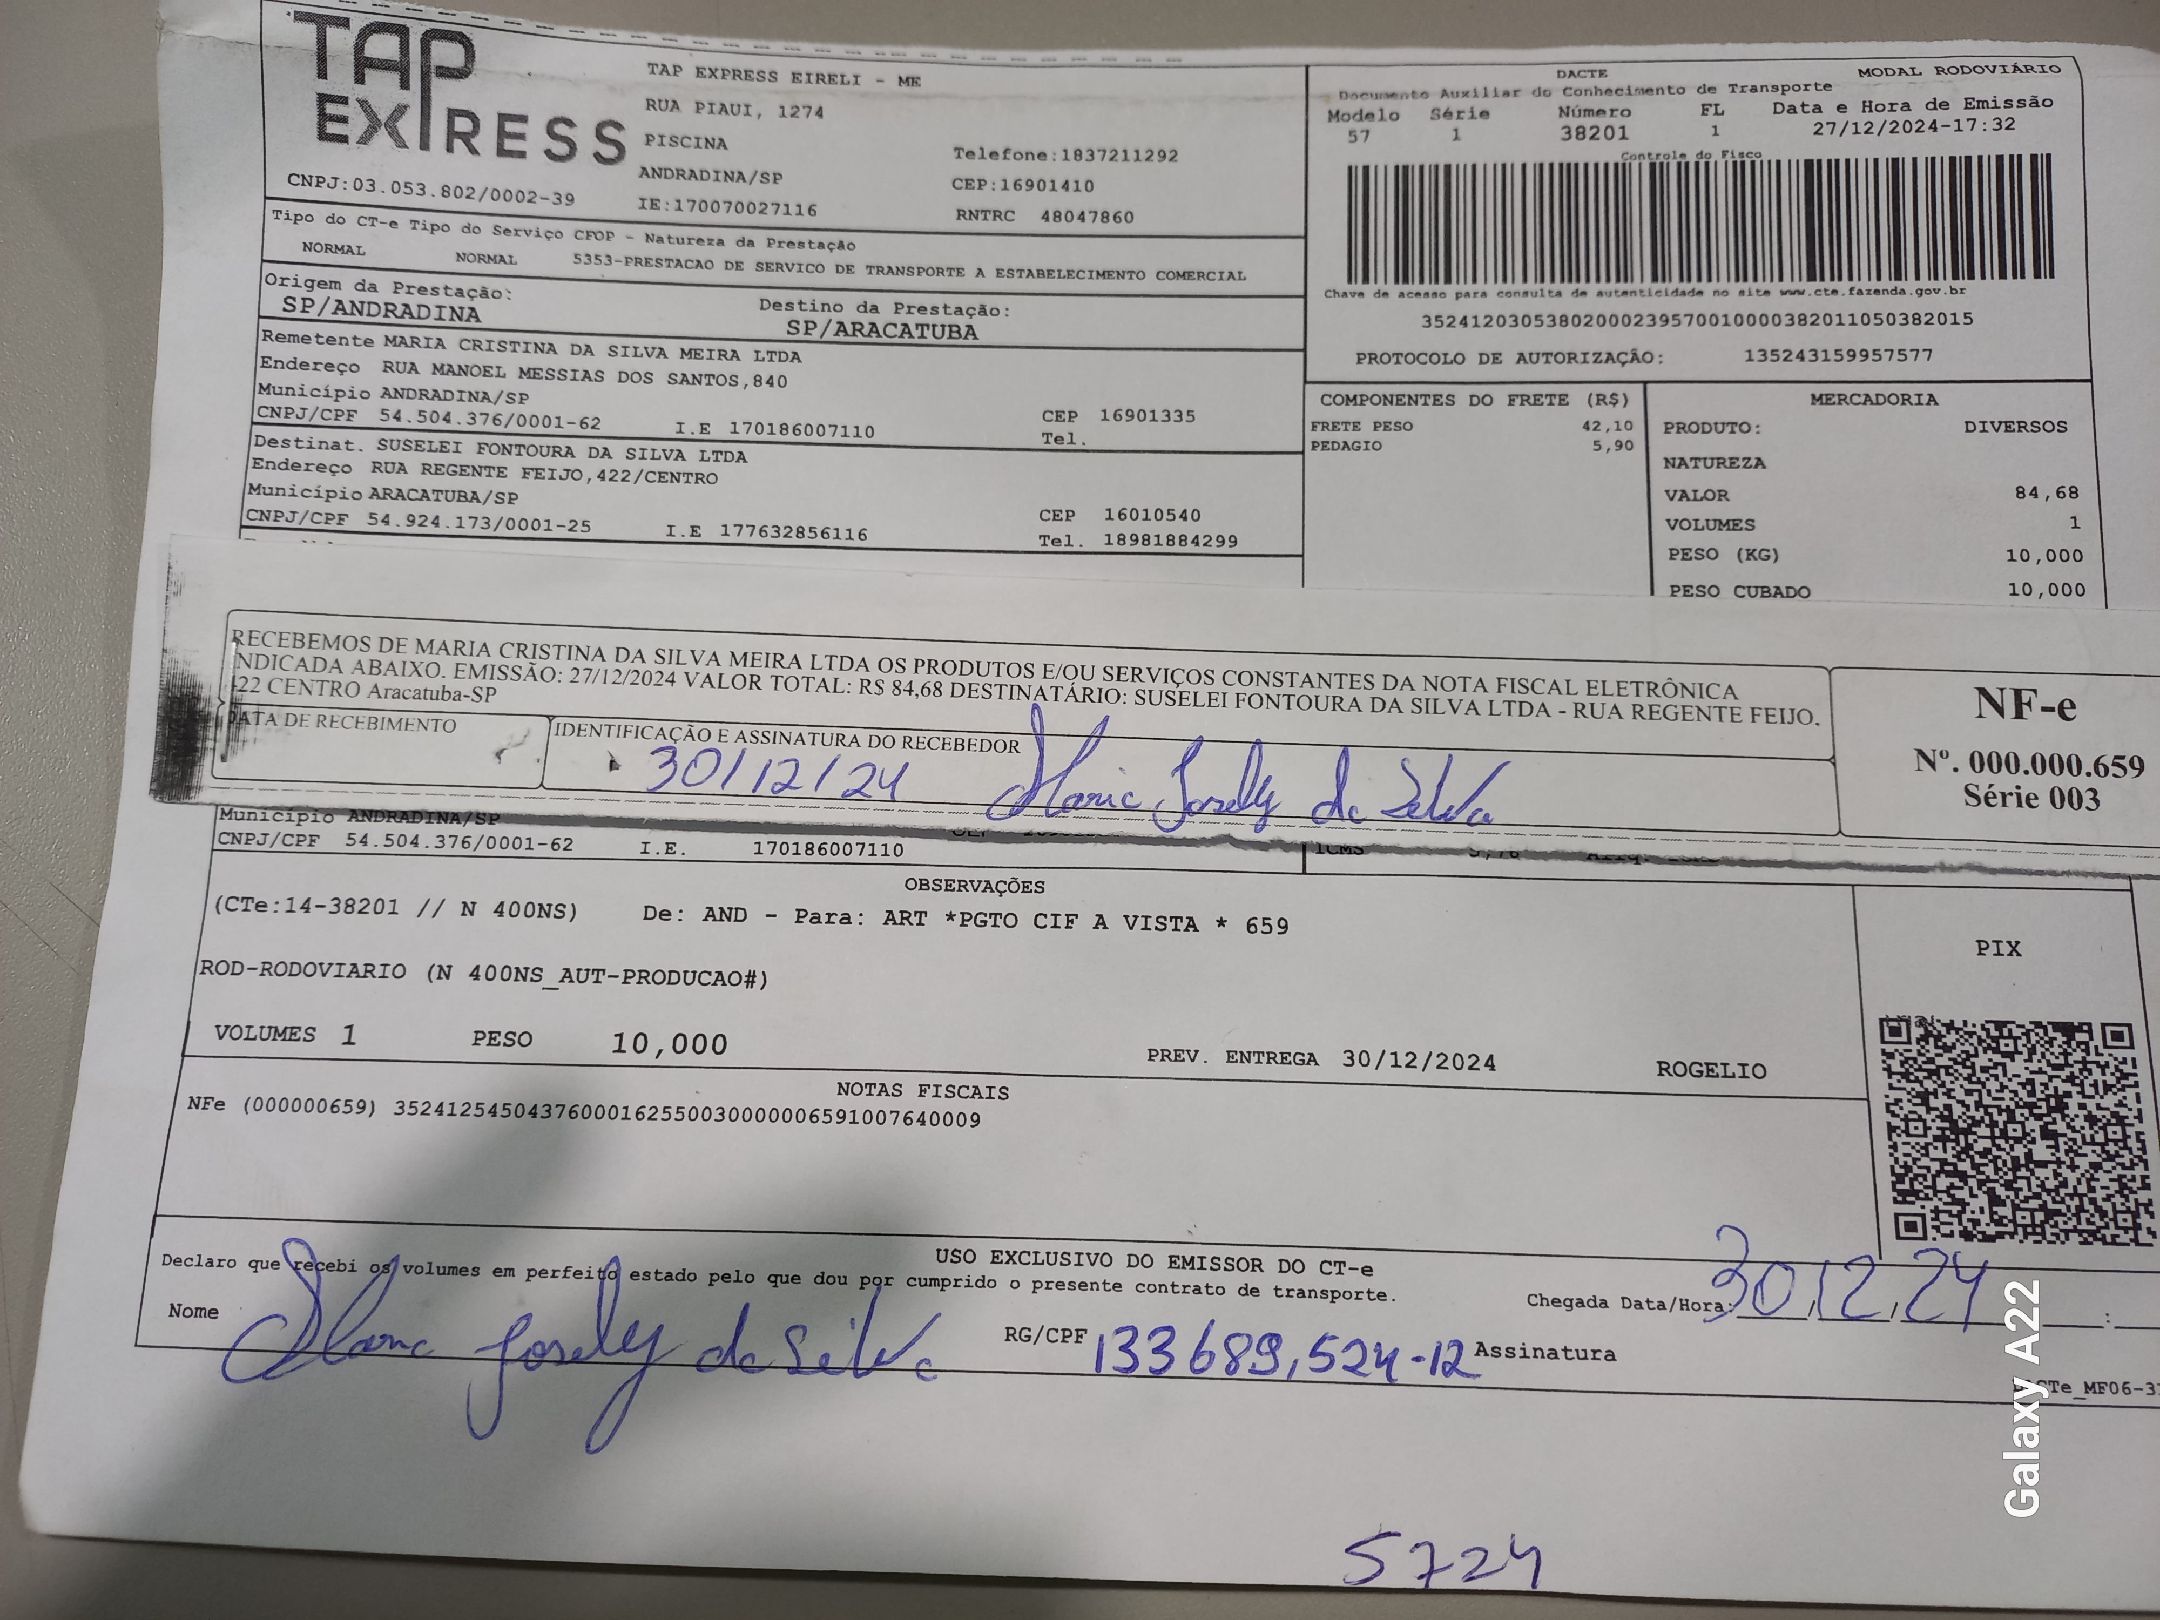 TAP EXPRESS
TAP EXPRESS EIRELI - ME
RUA PIAUI, 1274
PISCINA
ANDRADINA/SP
IE:170070027116
Telefone:1837211292
CEP:16901410
RNTRC 48047860
CNPJ:03.053.802/0002-39
DACTE MODAL RODOVIÁRIO
Documento Auxiliar do Conhecimento de Transporte
Modelo Série Número FL Data e Hora de Emissão
57 1 38201 1 27/12/2024-17:32
Controle do Fisco
Chave de acesso para consulta de autenticidade no site www.cte.fazenda.gov.br
35241203053802000239570010000382011050382015
PROTOCOLO DE AUTORIZAÇÃO: 135243159957577
Tipo do CT-e Tipo do Serviço CFOP - Natureza da Prestação
NORMAL NORMAL 5353-PRESTACAO DE SERVICO DE TRANSPORTE A ESTABELECIMENTO COMERCIAL
Origem da Prestação: Destino da Prestação:
SP/ANDRADINA SP/ARACATUBA
Remetente MARIA CRISTINA DA SILVA MEIRA LTDA
Endereço RUA MANOEL MESSIAS DOS SANTOS,840
Município ANDRADINA/SP CEP 16901335
CNPJ/CPF 54.504.376/0001-62 I.E 170186007110 Tel.
Destinat. SUSELEI FONTOURA DA SILVA LTDA
Endereço RUA REGENTE FEIJO,422/CENTRO
Município ARACATUBA/SP CEP 16010540
CNPJ/CPF 54.924.173/0001-25 I.E 177632856116 Tel. 18981884299
COMPONENTES DO FRETE (R$)
FRETE PESO 42,10
PEDAGIO 5,90
MERCADORIA
PRODUTO: DIVERSOS
NATUREZA
VALOR 84,68
VOLUMES 1
PESO (KG) 10,000
PESO CUBADO 10,000
RECEBEMOS DE MARIA CRISTINA DA SILVA MEIRA LTDA OS PRODUTOS E/OU SERVIÇOS CONSTANTES DA NOTA FISCAL ELETRÔNICA
INDICADA ABAIXO. EMISSÃO: 27/12/2024 VALOR TOTAL: R$ 84,68 DESTINATÁRIO: SUSELEI FONTOURA DA SILVA LTDA - RUA REGENTE FEIJO.
422 CENTRO Aracatuba-SP
DATA DE RECEBIMENTO IDENTIFICAÇÃO E ASSINATURA DO RECEBEDOR
30/12/24 Maria Josely da Silva
NF-e
Nº. 000.000.659
Série 003
Município ANDRADINA/SP
CNPJ/CPF 54.504.376/0001-62 I.E. 170186007110
ICMS
OBSERVAÇÕES
(CTe:14-38201 // N 400NS) De: AND - Para: ART *PGTO CIF A VISTA * 659
ROD-RODOVIARIO (N 400NS_AUT-PRODUCAO#)
VOLUMES 1 PESO 10,000 PREV. ENTREGA 30/12/2024 ROGELIO
PIX
NOTAS FISCAIS
NFe (000000659) 35241254504376000162550030000006591007640009
USO EXCLUSIVO DO EMISSOR DO CT-e
Declaro que recebi os volumes em perfeito estado pelo que dou por cumprido o presente contrato de transporte.
Chegada Data/Hora: 30,12,24 :
Nome Maria Josely da Silva RG/CPF 133689,524-12 Assinatura
5724
Galaxy A22